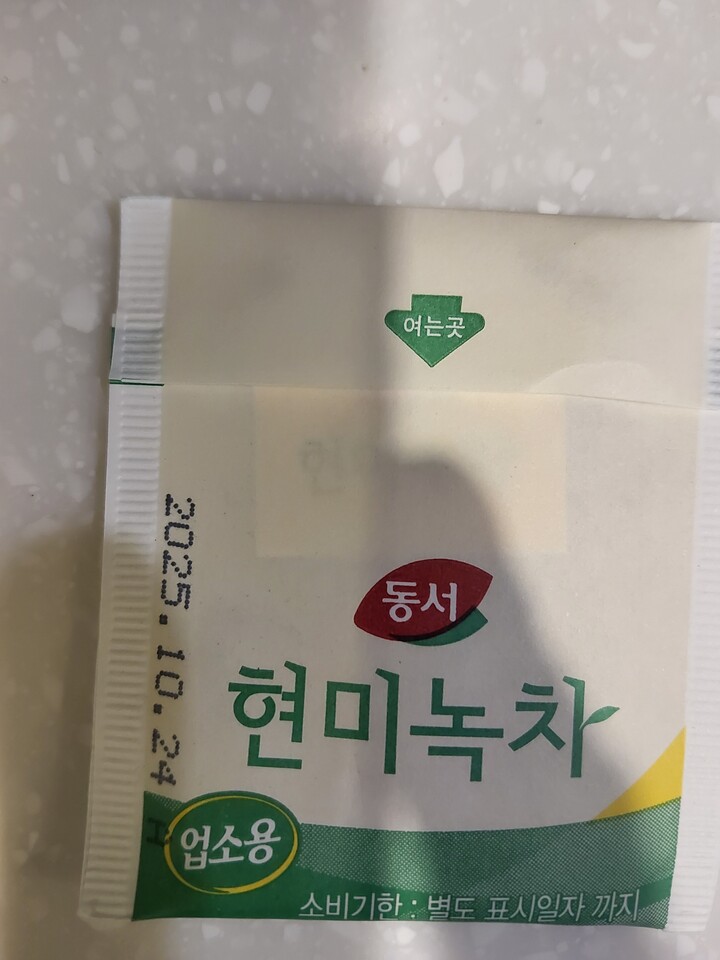 여는곳
동서
현미녹차
2025.10.24
H
업소용
소비기한 : 별도 표시일자 까지